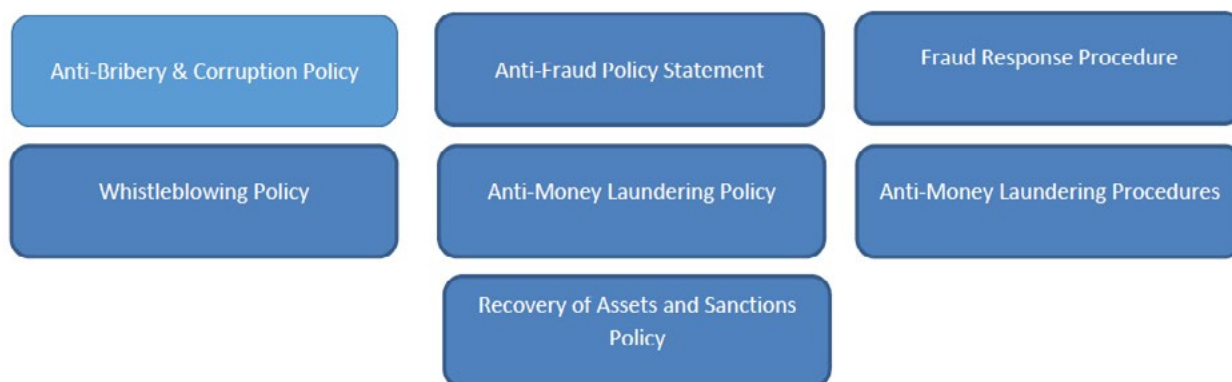 Anti-Bribery & Corruption Policy
Anti-Fraud Policy Statement
Fraud Response Procedure
Whistleblowing Policy
Anti-Money Laundering Policy
Anti-Money Laundering Procedures
Recovery of Assets and Sanctions
Policy